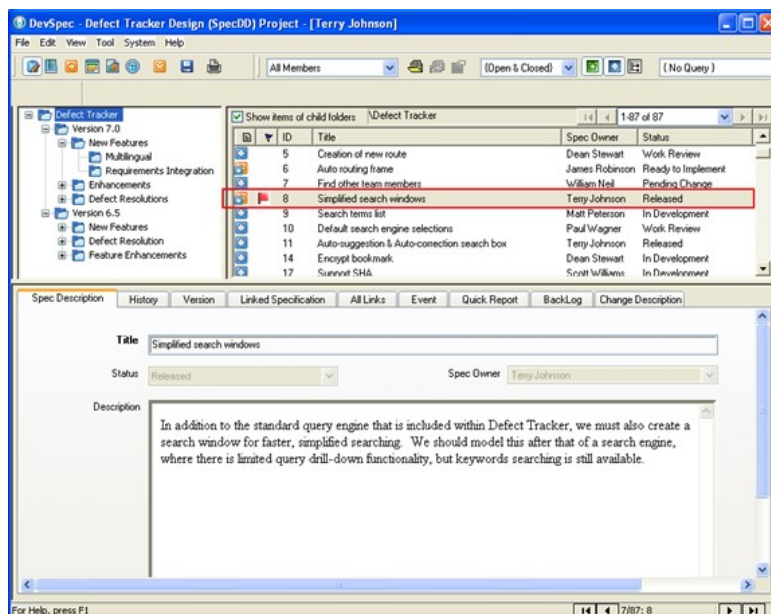 DevSpec - Defect Tracker Design (SpecDD) Project - [Terry Johnson]
File Edit View Tool System Help
All Members (Open & Closed) ( No Query )
Defect Tracker
Version 7.0
New Features
Multilingual
Requirements Integration
Enhancements
Defect Resolutions
Version 6.5
New Features
Defect Resolution
Feature Enhancements
Show items of child folders \Defect Tracker 1-87 of 87
ID Title Spec Owner Status
5 Creation of new route Dean Stewart Work Review
6 Auto routing frame James Robinson Ready to Implement
7 Find other team members William Neil Pending Change
8 Simplified search windows Terry Johnson Released
9 Search terms list Matt Peterson In Development
10 Default search engine selections Paul Wagner Work Review
11 Auto-suggestion & Auto-correction search box Terry Johnson Released
14 Encrypt bookmark. Dean Stewart In Development
17 Support SHA Scott Williams In Development
Spec Description History Version Linked Specification All Links Event Quick Report BackLog Change Description
Title Simplified search windows
Status Released Spec Owner Terry Johnson
Description
In addition to the standard query engine that is included within Defect Tracker, we must also create a
search window for faster, simplified searching. We should model this after that of a search engine,
where there is limited query drill-down functionality, but keywords searching is still available.
For Help, press F1 7/87: 8